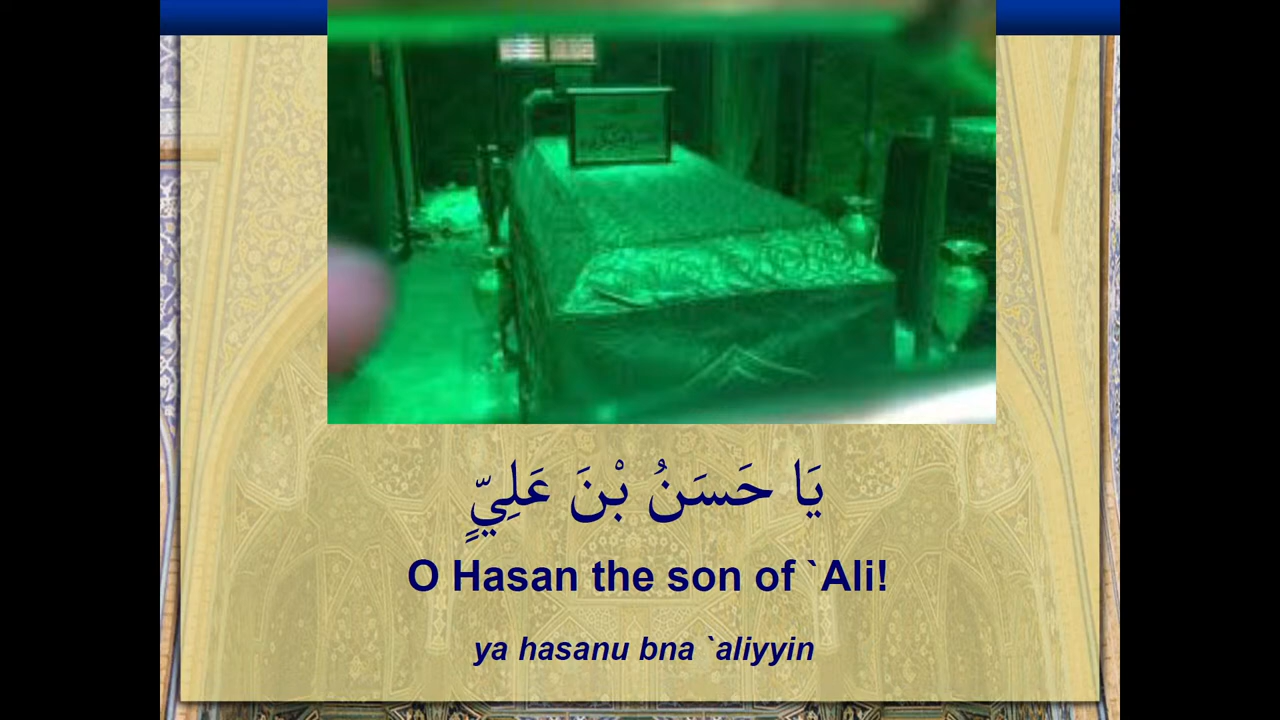 يَا حَسَنُ بْنَ عَلِيٍّ
O Hasan the son of `Ali!
ya hasanu bna `aliyyin